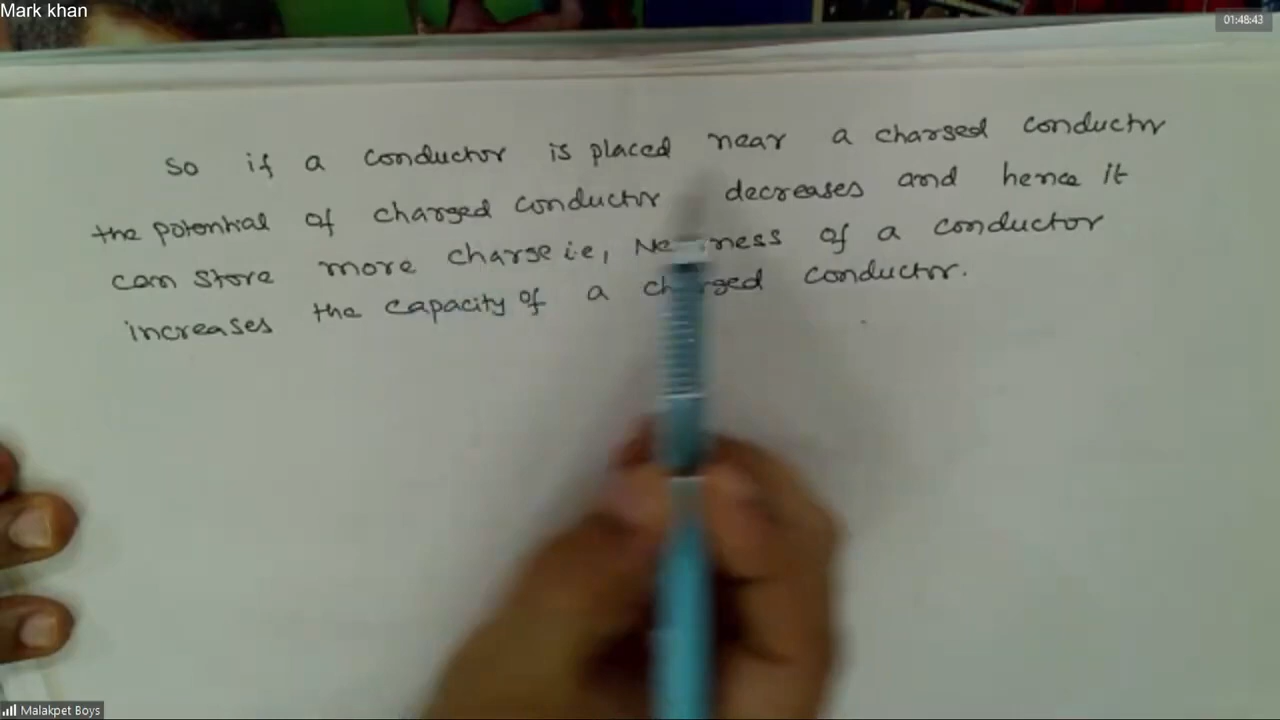 Mark khan
01:48:43
so if a conductor is placed near a charged conductor
the potential of charged conductor decreases and hence it
can store more charge i.e, ness of a conductor
increases the capacity of a conductor.
Malakpet Boys